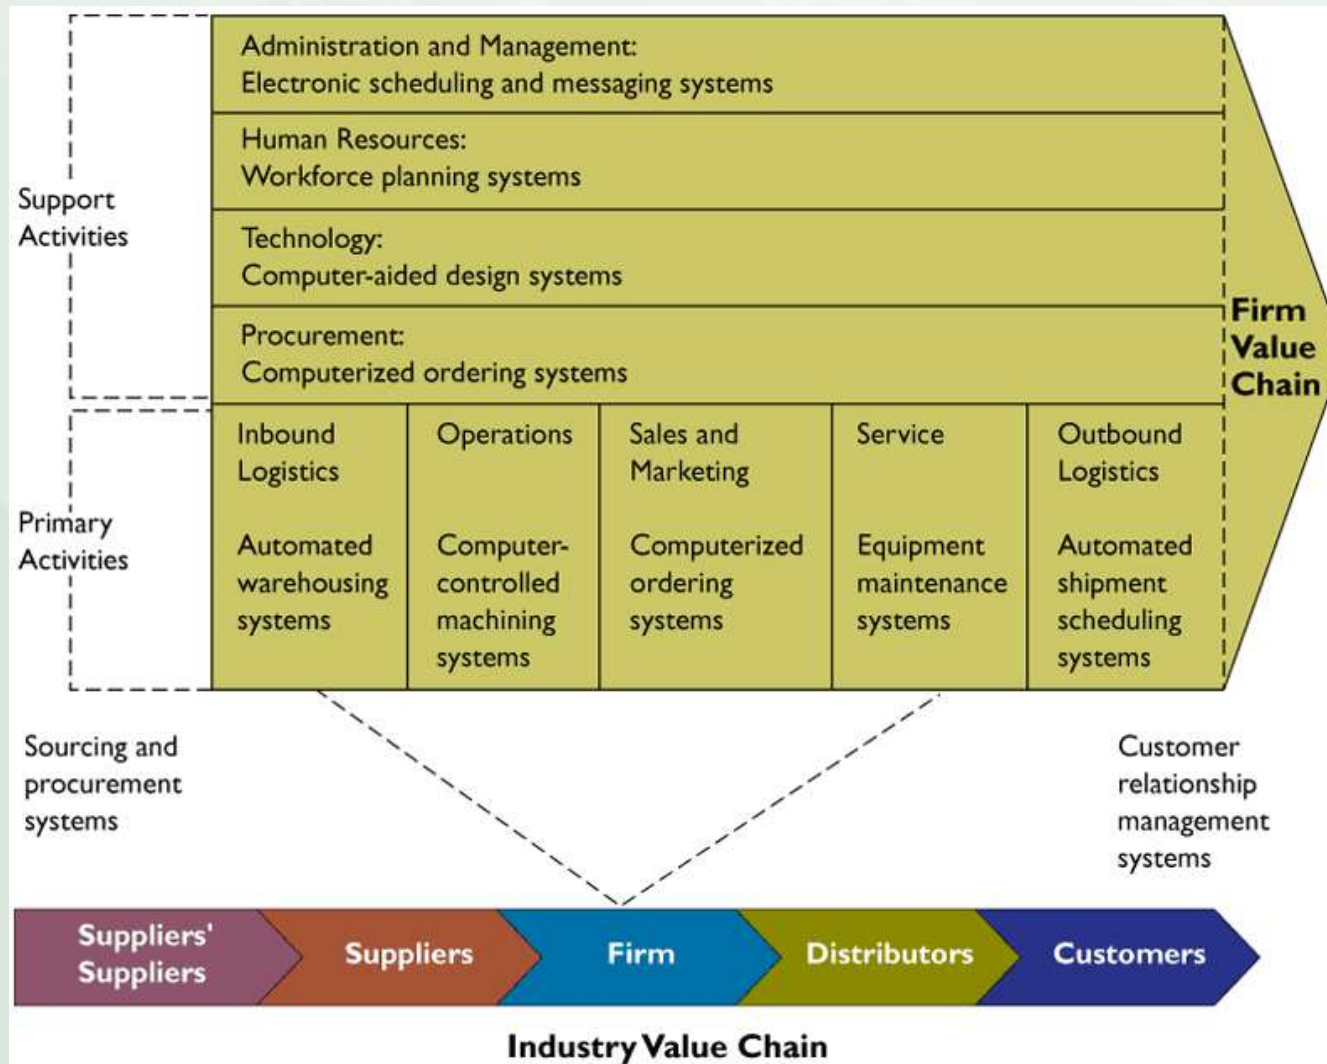 Administration and Management:
Electronic scheduling and messaging systems
Human Resources:
Workforce planning systems
Support
Activities
Technology:
Computer-aided design systems
Procurement:
Computerized ordering systems
Firm
Value
Chain
Primary
Activities
Inbound
Logistics
Automated
warehousing
systems
Operations
Computer-
controlled
machining
systems
Sales and
Marketing
Computerized
ordering
systems
Service
Equipment
maintenance
systems
Outbound
Logistics
Automated
shipment
scheduling
systems
Sourcing and
procurement
systems
Customer
relationship
management
systems
Suppliers'
Suppliers
Suppliers
Firm
Distributors
Customers
Industry Value Chain